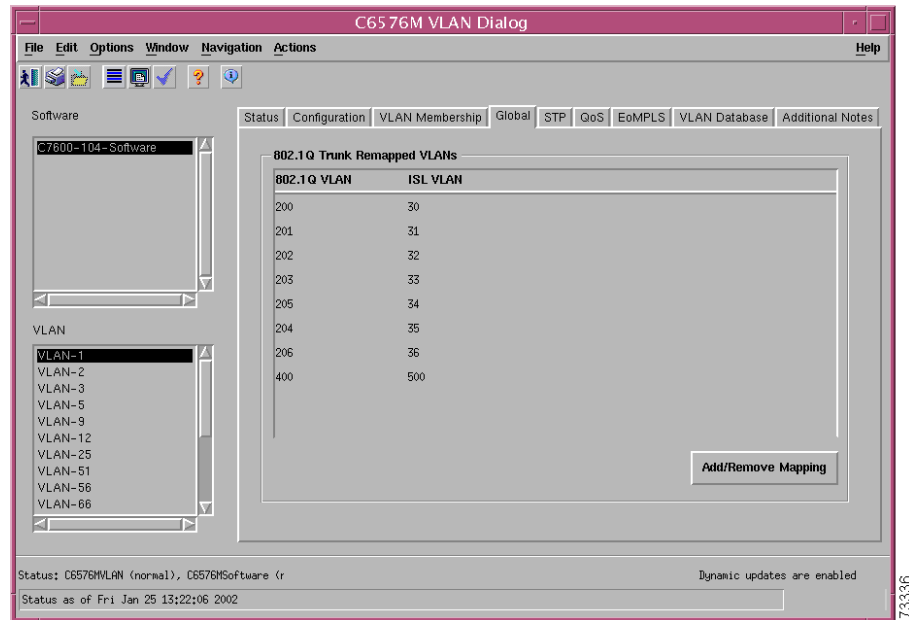 C6576M VLAN Dialog
File Edit Options Window Navigation Actions Help
Software
C7600-104-Software
VLAN
VLAN-1
VLAN-2
VLAN-3
VLAN-5
VLAN-9
VLAN-12
VLAN-25
VLAN-51
VLAN-56
VLAN-66
Status Configuration VLAN Membership Global STP QoS EoMPLS VLAN Database Additional Notes
802.1Q Trunk Remapped VLANs
802.1Q VLAN ISL VLAN
200 30
201 31
202 32
203 33
205 34
204 35
206 36
400 500
Add/Remove Mapping
Status: C6576MVLAN (normal), C6576MSoftware (r
Dynamic updates are enabled
Status as of Fri Jan 25 13:22:06 2002
73336